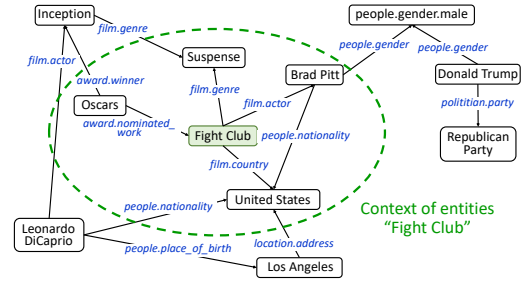 Inception
people.gender.male
film.genre
people.gender
people.gender
film.actor
Suspense
Brad Pitt
Donald Trump
award.winner
film.genre
film.actor
politition.party
Oscars
award.nominated_
work
Fight Club
people.nationality
Republican
Party
film.country
people.nationality
United States
Context of entities
“Fight Club”
Leonardo
DiCaprio
people.place_of_birth
location.address
Los Angeles